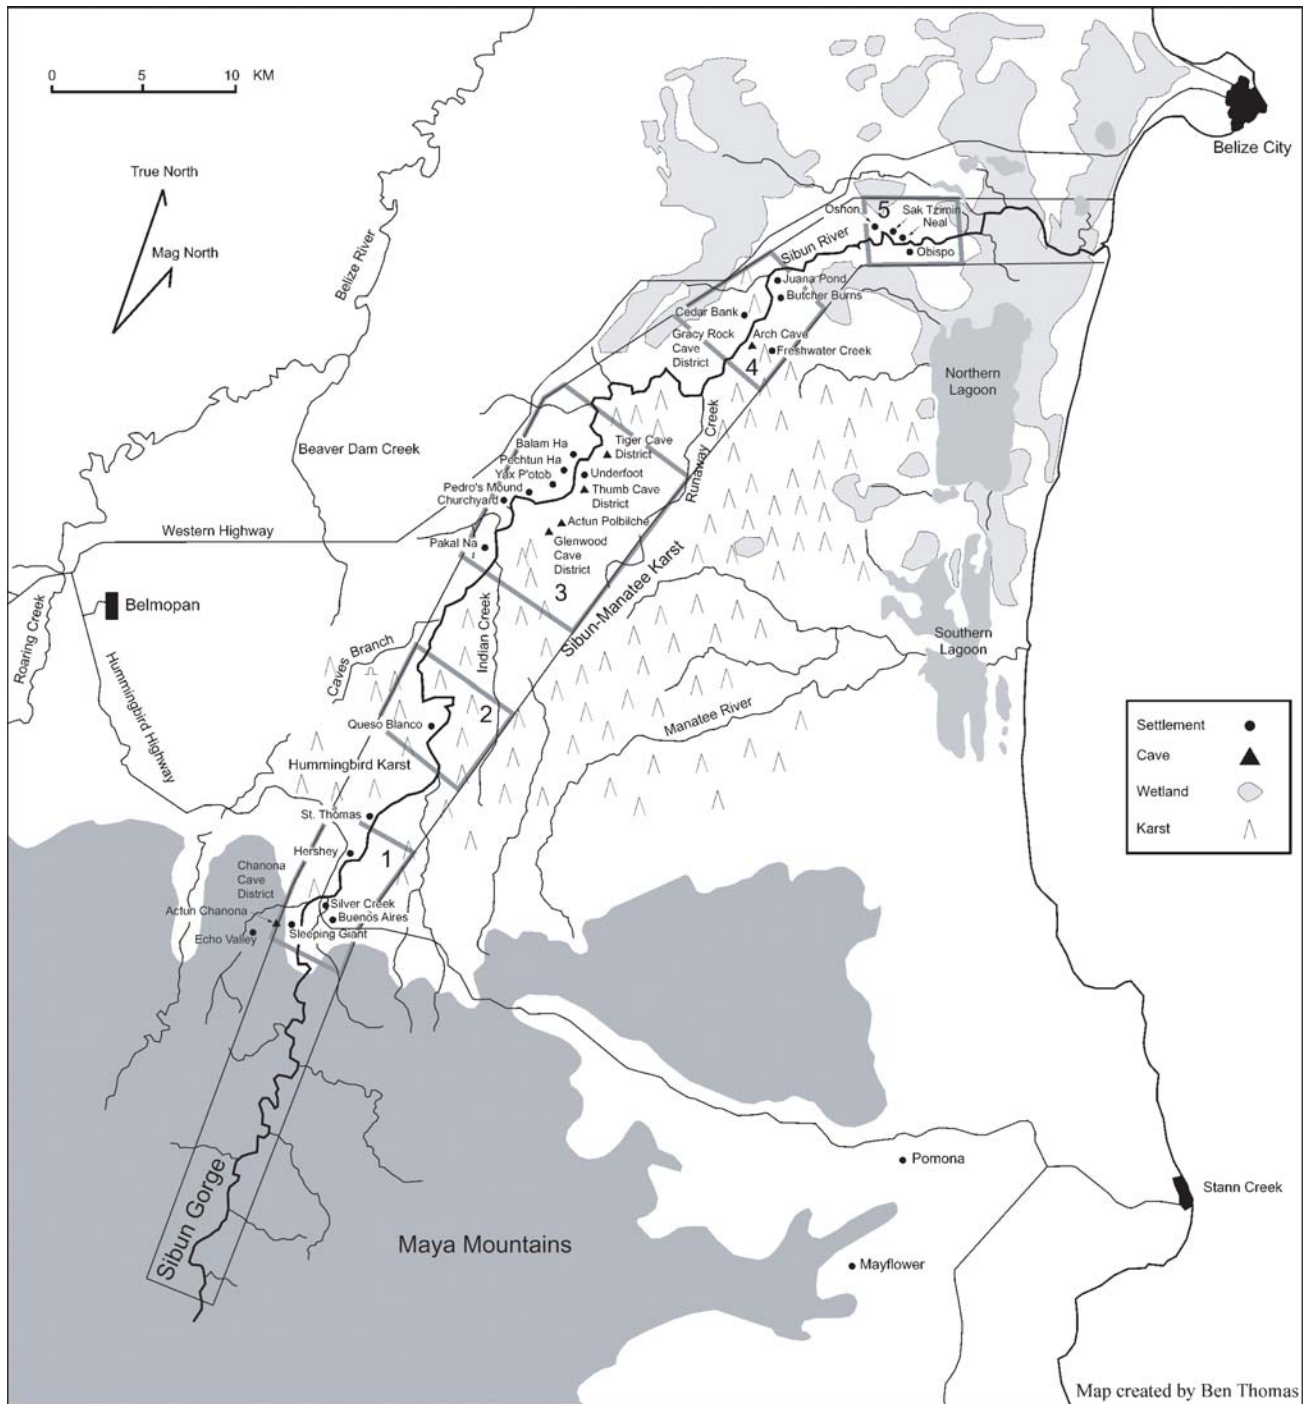 0 5 10 KM
True North
Mag North
Belize River
Belize City
Oshon
5
Sak Tzimin
Neal
Obispo
Sibun River
Juana Pond
Butcher Burns
Cedar Bank
Gracy Rock
Cave
District
Arch Cave
Freshwater Creek
4
Northern
Lagoon
Runaway Creek
Beaver Dam Creek
Balam Ha
Pechtun Ha
Yax P'otob
Pedro's Mound
Churchyard
Tiger Cave
District
Underfoot
Thumb Cave
District
Actun Polbilche
Glenwood
Cave
District
3
Western Highway
Pakal Na
Sibun-Manatee Karst
Belmopan
Roaring Creek
Hummingbird Highway
Caves Branch
Indian Creek
Southern
Lagoon
Manatee River
2
Queso Blanco
Hummingbird Karst
Settlement
Cave
Wetland
Karst
St. Thomas
Hershey
1
Chanona
Cave
District
Actun Chanona
Echo Valley
Silver Creek
Buenos Aires
Sleeping Giant
Sibun Gorge
Maya Mountains
Pomona
Stann Creek
Mayflower
Map created by Ben Thomas